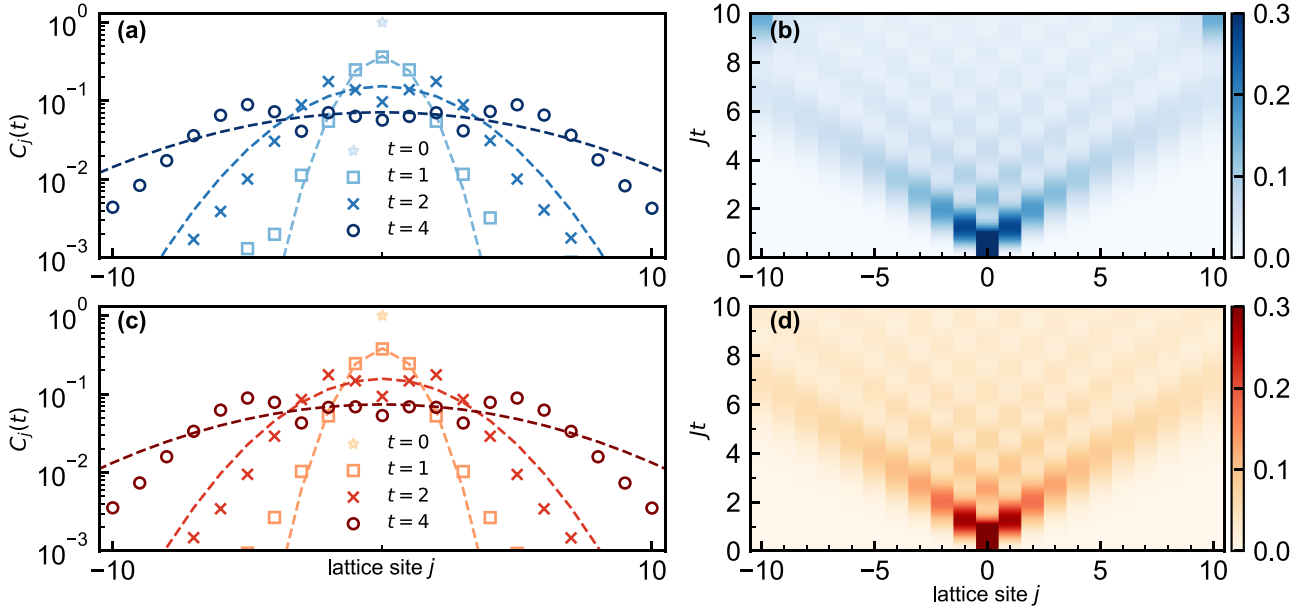 (a)
C_j(t)
10^0
10^{-1}
10^{-2}
10^{-3}
t = 0
t = 1
t = 2
t = 4
−10
lattice site j
10
(b)
Jt
10
8
6
4
2
0
−10
−5
0
5
10
0.3
0.2
0.1
0.0
(c)
C_j(t)
10^0
10^{-1}
10^{-2}
10^{-3}
t = 0
t = 1
t = 2
t = 4
−10
lattice site j
10
(d)
Jt
10
8
6
4
2
0
−10
−5
0
5
10
lattice site j
0.3
0.2
0.1
0.0